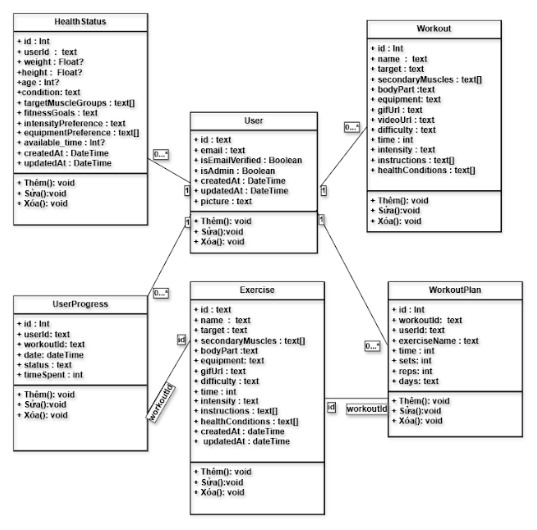 HealthStatus
+ id : Int
+ userId : text
+ weight : Float?
+height : Float?
+age : Int?
+condition: text
+ targetMuscleGroups : text[]
+ fitnessGoals : text
+ intensityPreference : text
+ equipmentPreference : text[]
+ available_time : Int?
+ createdAt : DateTime
+ updatedAt : DateTime
+ Thêm(): void
+ Sửa():void
+ Xóa(): void
0...*
1
User
+ id : text
+ email : text
+ isEmailVerified : Boolean
+ isAdmin : Boolean
+ createdAt : DateTime
+ updatedAt : DateTime
+ picture : text
+ Thêm(): void
+ Sửa():void
+ Xóa(): void
Workout
+ id : Int
+ name : text
+ target : text
+ secondaryMuscles : text[]
+ bodyPart :text
+ equipment: text
+ gifUrl : text
+ videoUrl : text
+ difficulty : text
+ time : int
+ intensity : text
+ instructions : text[]
+ healthConditions : text[]
+ Thêm(): void
+ Sửa():void
+ Xóa(): void
0...*
1
1
1
UserProgress
+ id : Int
+ userId: text
+ workoutId: text
+ date: dateTime
+ status : text
+ timeSpent : int
+ Thêm(): void
+ Sửa():void
+ Xóa(): void
0...*
id
workoutId
Exercise
+ id : text
+ name : text
+ target : text
+ secondaryMuscles : text[]
+ bodyPart :text
+ equipment: text
+ gifUrl : text
+ difficulty : text
+ time : int
+ intensity : text
+ instructions : text[]
+ healthConditions : text[]
+ createdAt : dateTime
+ updatedAt : dateTime
+ Thêm(): void
+ Sửa():void
+ Xóa(): void
id
workoutId
0...*
WorkoutPlan
+ id : Int
+ workoutId: text
+ userId: text
+ exerciseName : text
+ time : int
+ sets: int
+ reps: int
+ days: text
+ Thêm(): void
+ Sửa():void
+ Xóa(): void